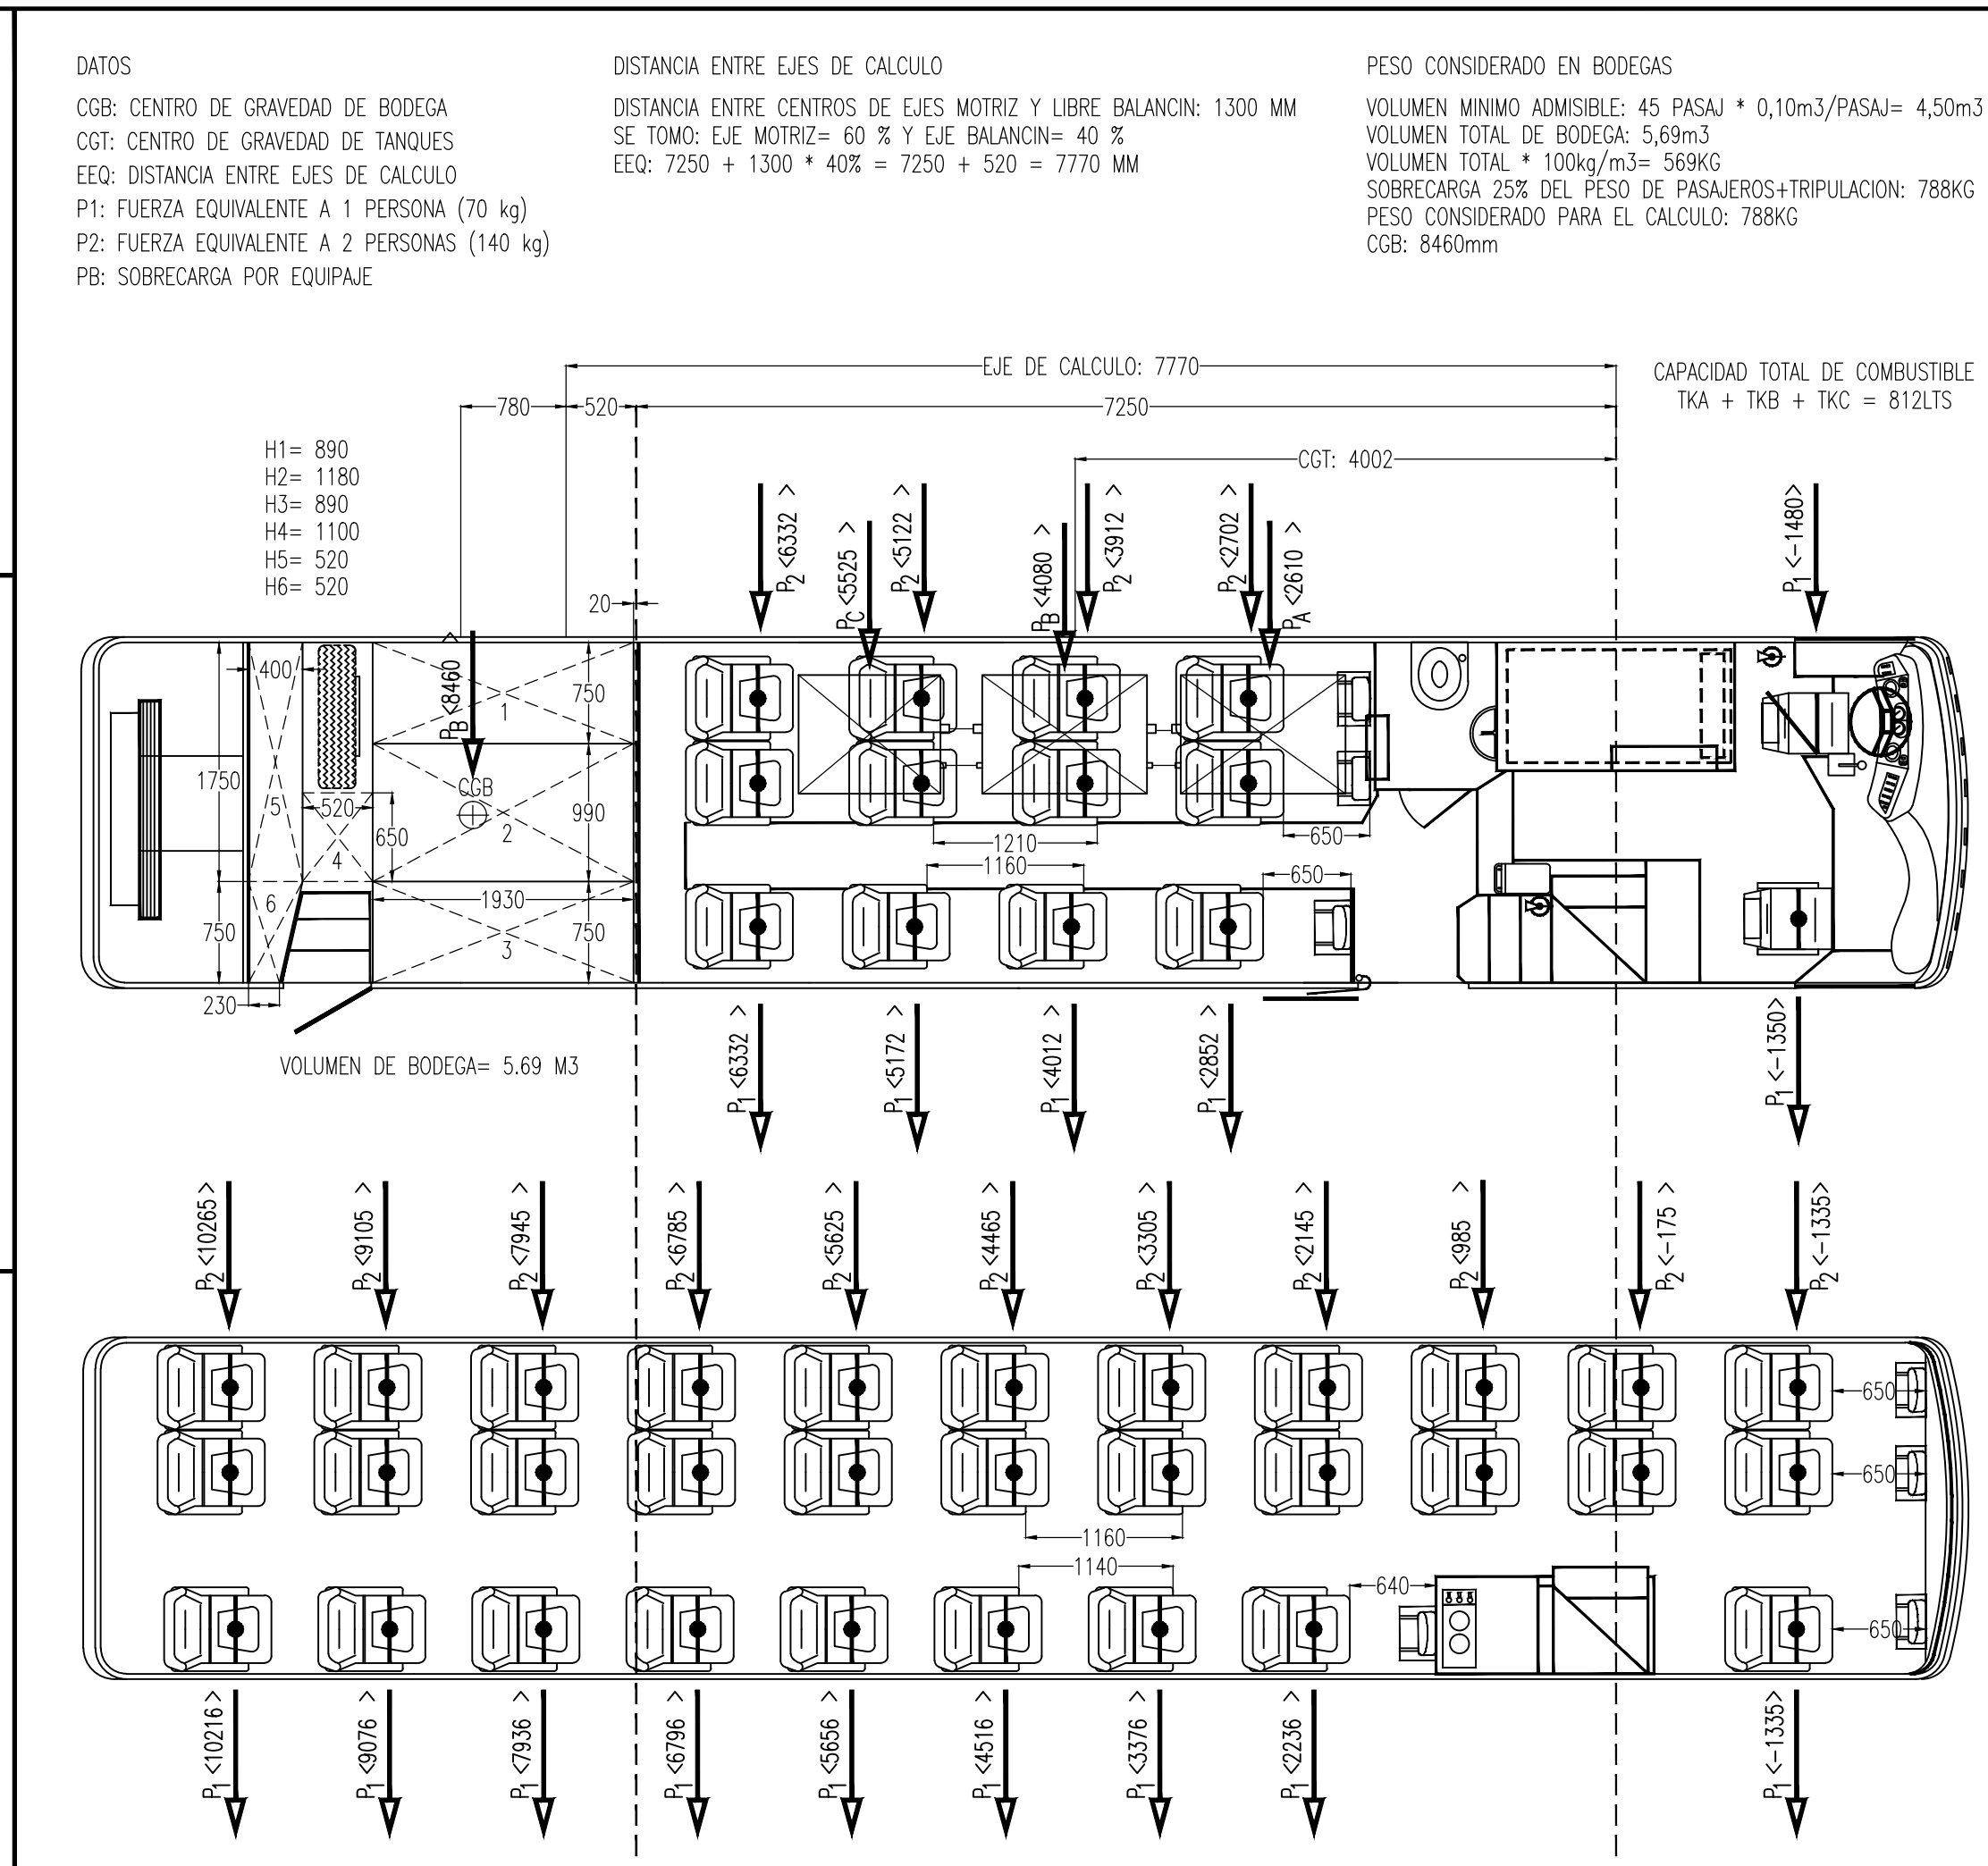 DATOS
CGB: CENTRO DE GRAVEDAD DE BODEGA
CGT: CENTRO DE GRAVEDAD DE TANQUES
EEQ: DISTANCIA ENTRE EJES DE CALCULO
P1: FUERZA EQUIVALENTE A 1 PERSONA (70 kg)
P2: FUERZA EQUIVALENTE A 2 PERSONAS (140 kg)
PB: SOBRECARGA POR EQUIPAJE
DISTANCIA ENTRE EJES DE CALCULO
DISTANCIA ENTRE CENTROS DE EJES MOTRIZ Y LIBRE BALANCIN: 1300 MM
SE TOMO: EJE MOTRIZ= 60 % Y EJE BALANCIN= 40 %
EEQ: 7250 + 1300 * 40% = 7250 + 520 = 7770 MM
PESO CONSIDERADO EN BODEGAS
VOLUMEN MINIMO ADMISIBLE: 45 PASAJ * 0,10m3/PASAJ= 4,50m3
VOLUMEN TOTAL DE BODEGA: 5,69m3
VOLUMEN TOTAL * 100kg/m3= 569KG
SOBRECARGA 25% DEL PESO DE PASAJEROS+TRIPULACION: 788KG
PESO CONSIDERADO PARA EL CALCULO: 788KG
CGB: 8460mm
EJE DE CALCULO: 7770
CAPACIDAD TOTAL DE COMBUSTIBLE
TKA + TKB + TKC = 812LTS
780
520
7250
CGT: 4002
H1= 890
H2= 1180
H3= 890
H4= 1100
H5= 520
H6= 520
20
P2 <6332 >
PC <5525 >
P2 <5122 >
PB <4080 >
P2 <3912 >
P2 <2702 >
PA <2610 >
P1 <-1480>
PB <8460 >
400
1
750
1750
5
520
CGB
650
4
2
990
1210
650
1160
650
6
1930
750
3
750
230
VOLUMEN DE BODEGA= 5.69 M3
P1 <6332 >
P1 <5172 >
P1 <4012 >
P1 <2852 >
P1 <-1350>
P2 <10265 >
P2 <9105 >
P2 <7945 >
P2 <6785 >
P2 <5625 >
P2 <4465 >
P2 <3305 >
P2 <2145 >
P2 <985 >
P2 <-175 >
P2 <-1335>
650
650
1160
1140
640
650
P1 <10216 >
P1 <9076 >
P1 <7936 >
P1 <6796 >
P1 <5656 >
P1 <4516 >
P1 <3376 >
P1 <2236 >
P1 <-1335>